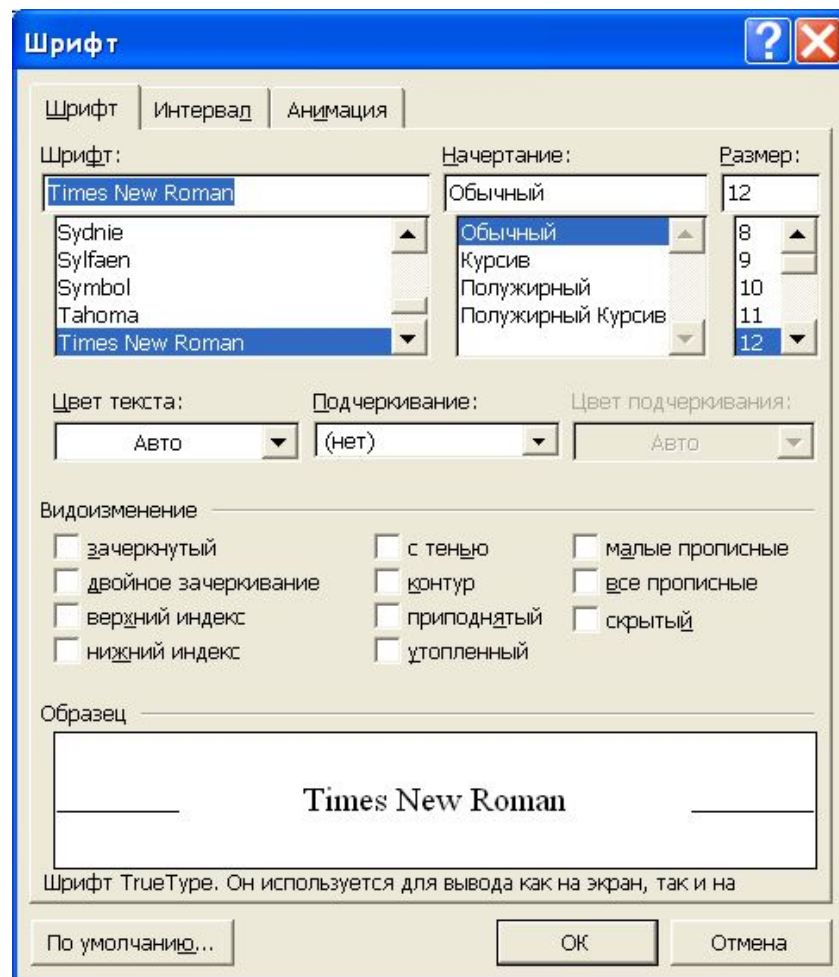 Шрифт
Шрифт Интервал Анимация
Шрифт: Начертание: Размер:
Times New Roman Обычный 12
Sydnie Обычный 8
Sylfaen Курсив 9
Symbol Полужирный 10
Tahoma Полужирный Курсив 11
Times New Roman 12
Цвет текста: Подчеркивание: Цвет подчеркивания:
Авто (нет) Авто
Видоизменение
зачеркнутый с тенью малые прописные
двойное зачеркивание контур все прописные
верхний индекс приподнятый скрытый
нижний индекс утопленный
Образец
Times New Roman
Шрифт TrueType. Он используется для вывода как на экран, так и на
По умолчанию... ОК Отмена